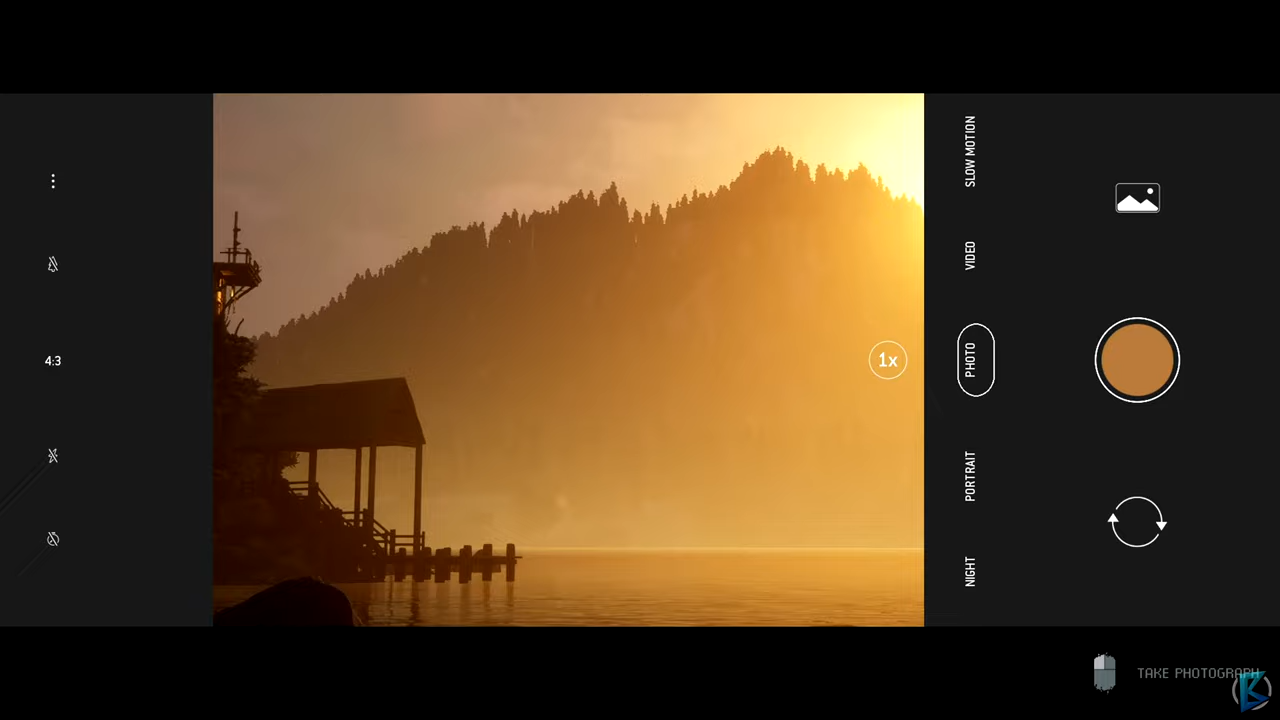 4:3
1x
SLOW MOTION
VIDEO
PHOTO
PORTRAIT
NIGHT
TAKE PHOTOGRAPH